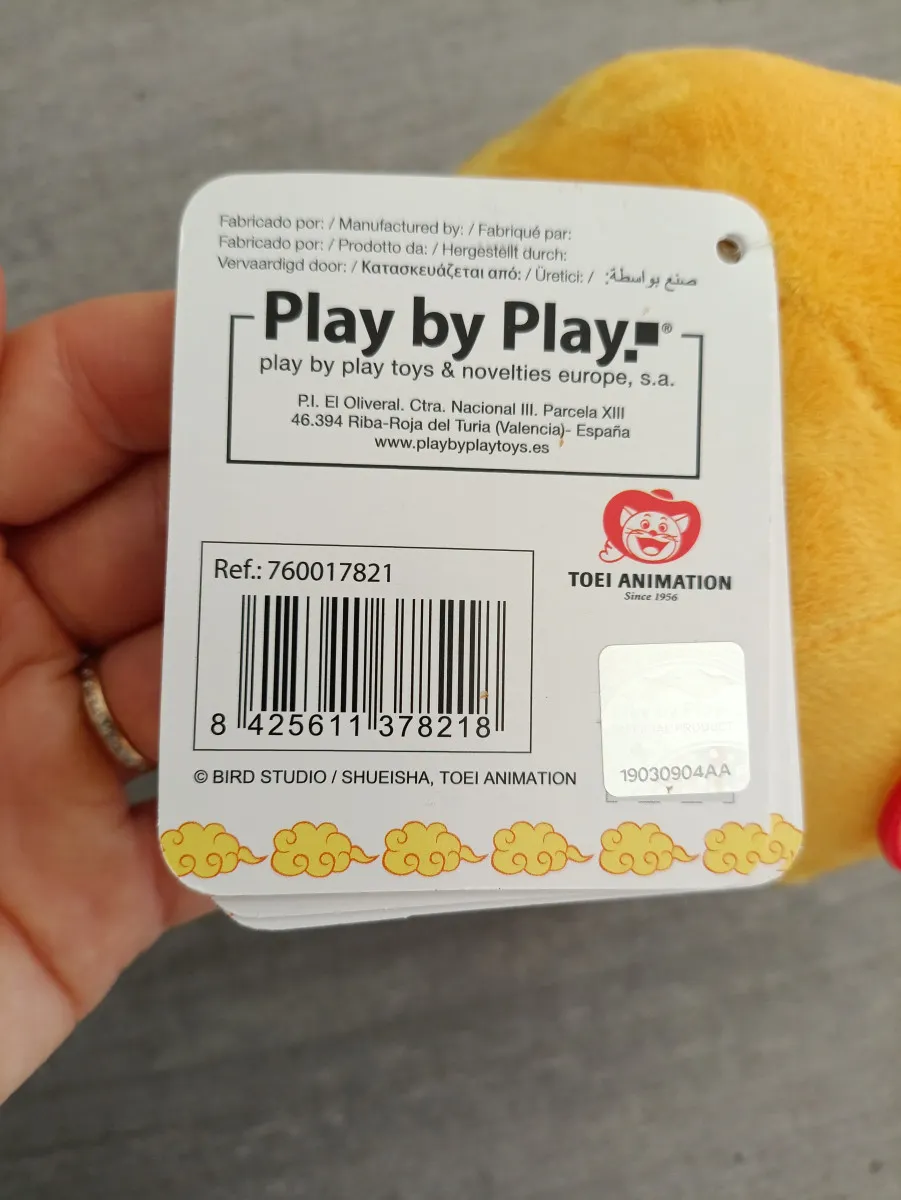 Fabricado por: / Manufactured by: / Fabriqué par:
Fabricado por: / Prodotto da: / Hergestellt durch:
Vervaardigd door: / Κατασκευάζεται από: / Üretici: / صنع بواسطة:
Play by Play®
play by play toys & novelties europe, s.a.
P.I. El Oliveral. Ctra. Nacional III. Parcela XIII
46.394 Riba-Roja del Turia (Valencia)- España
www.playbyplaytoys.es
TOEI ANIMATION
Since 1956
Ref.: 760017821
8 425611 378218
PRODUCT
19030904AA
© BIRD STUDIO / SHUEISHA, TOEI ANIMATION